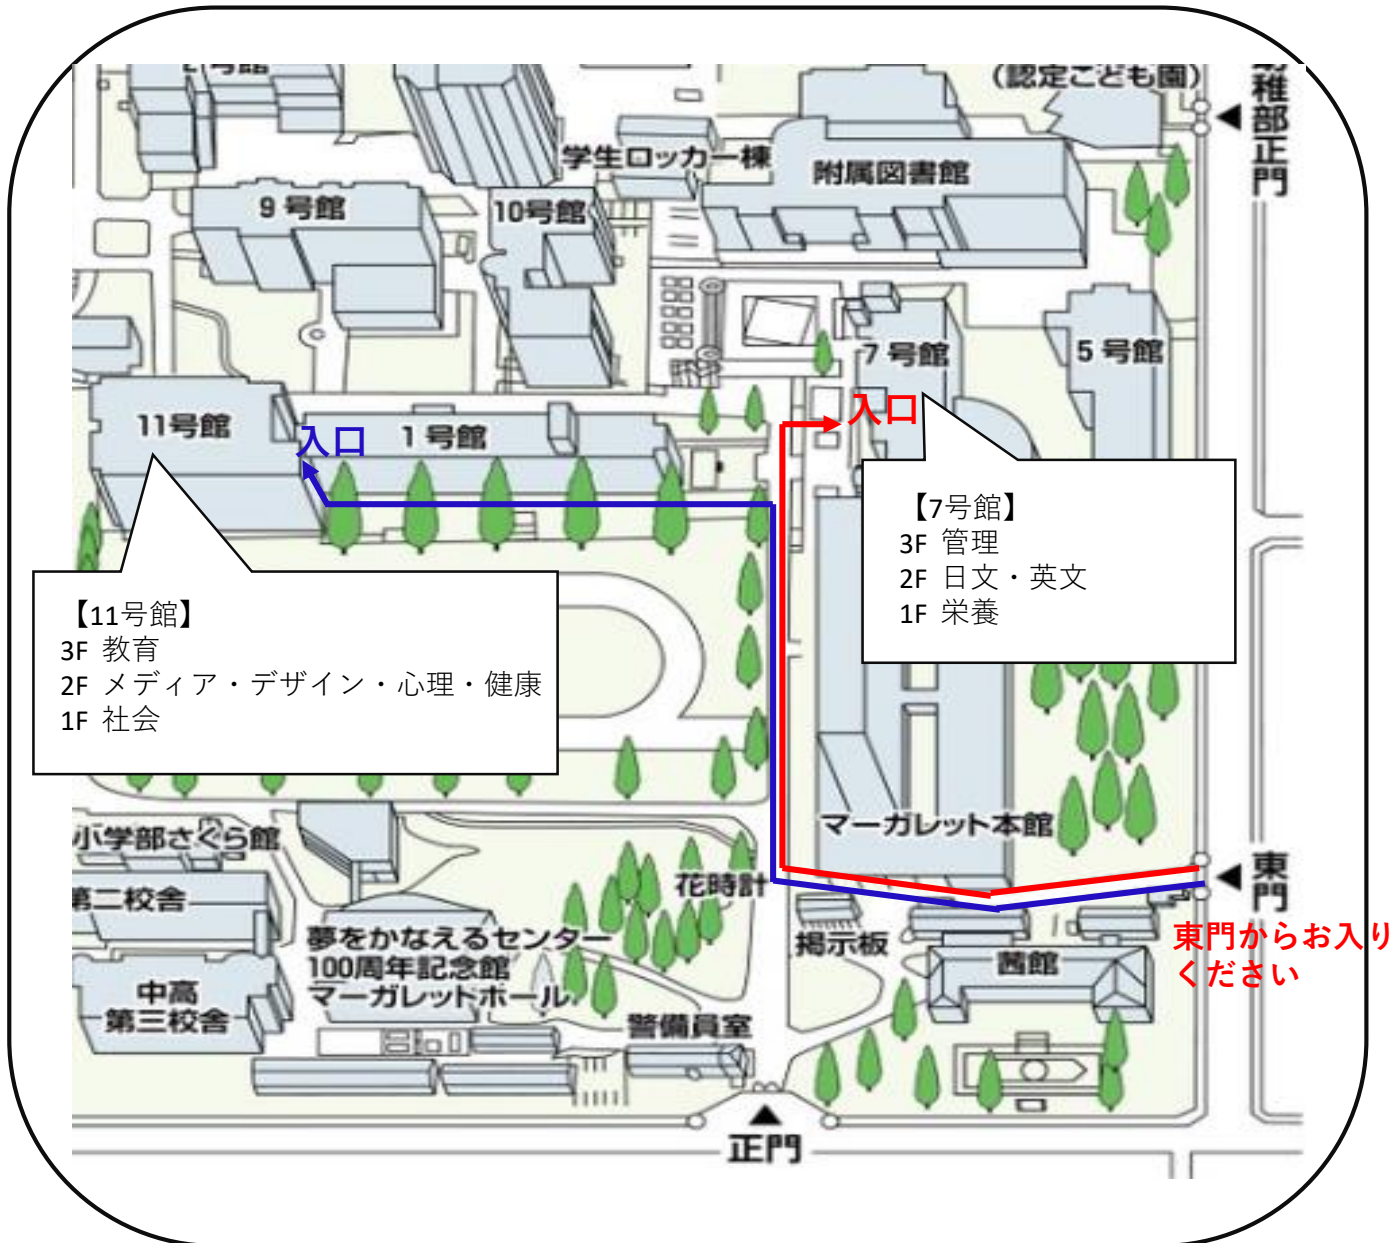 (認定こども園)
稚部正門
学生ロッカー棟
附属図書館
9号館
10号館
7号館
5号館
11号館
入口
1号館
入口
【7号館】
3F 管理
2F 日文・英文
1F 栄養
【11号館】
3F 教育
2F メディア・デザイン・心理・健康
1F 社会
マーガレット本館
小学部さくら館
第二校舎
花時計
東門
東門からお入り
ください
掲示板
茜館
夢をかなえるセンター
100周年記念館
マーガレットホール
中高
第三校舎
警備員室
正門